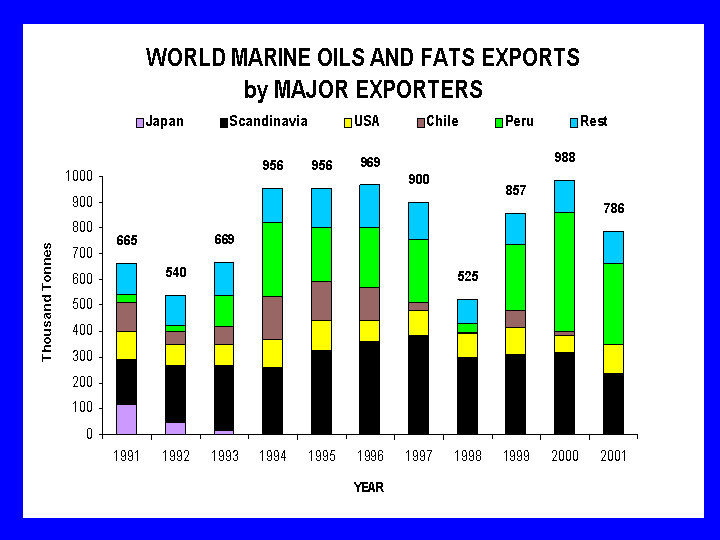 WORLD MARINE OILS AND FATS EXPORTS
by MAJOR EXPORTERS
Japan Scandinavia USA Chile Peru Rest
665 540 669 956 956 969 900 525 857 988 786
Thousand Tonnes
1000
900
800
700
600
500
400
300
200
100
0
1991 1992 1993 1994 1995 1996 1997 1998 1999 2000 2001
YEAR